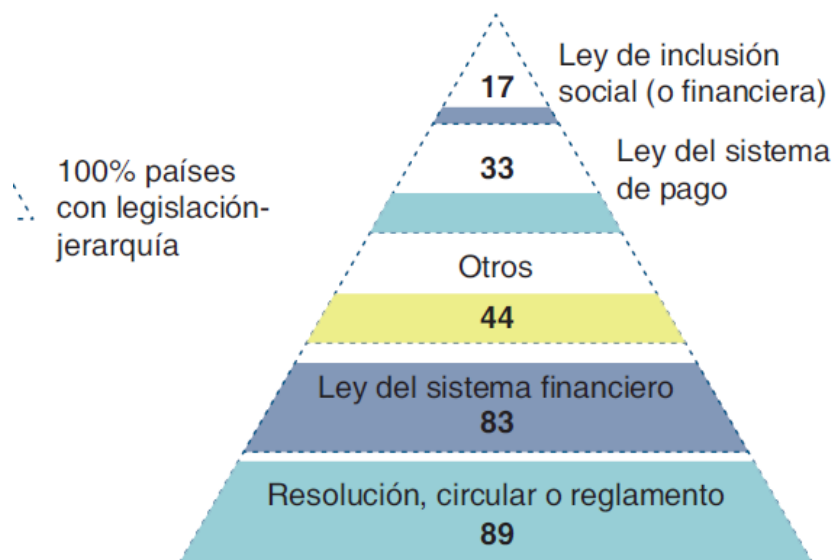 Ley de inclusión
social (o financiera)
17
Ley del sistema
de pago
33
100% países
con legislación-
jerarquía
Otros
44
Ley del sistema financiero
83
Resolución, circular o reglamento
89